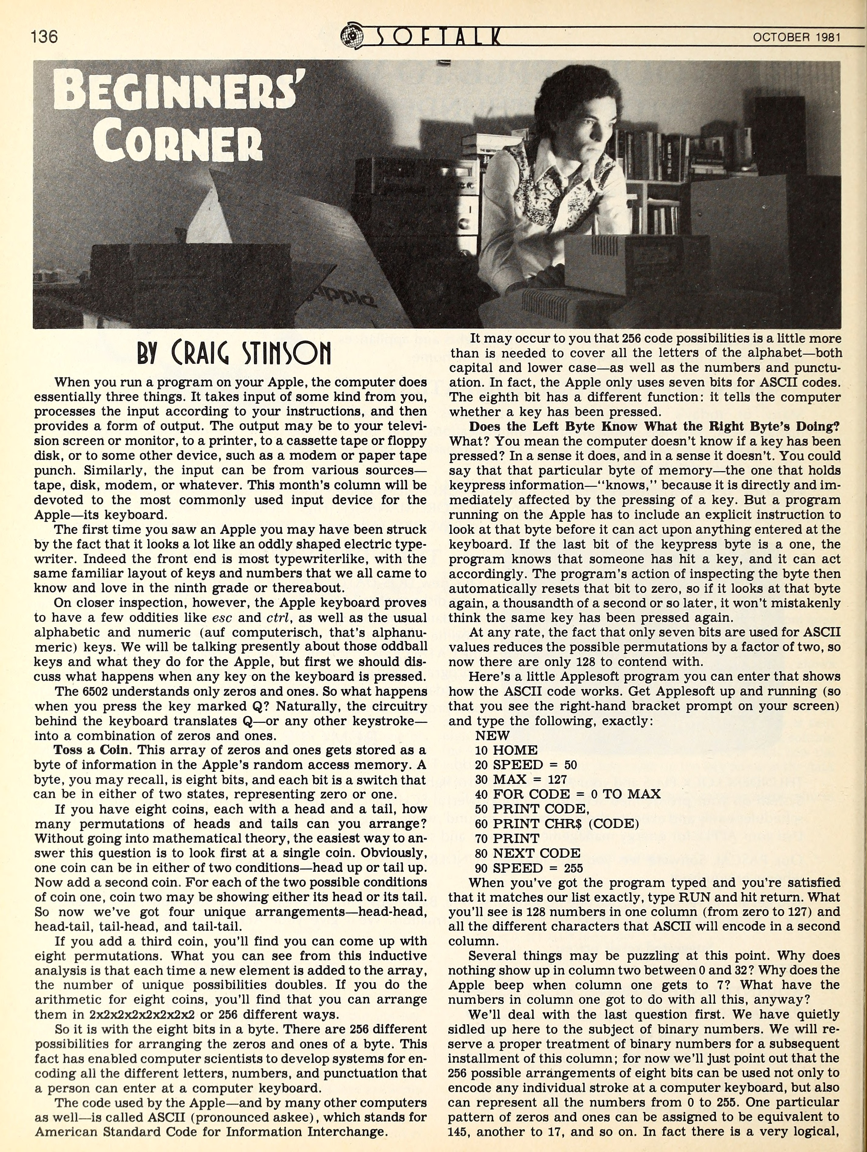 136
SOFTALK
OCTOBER 1981
BEGINNERS'
CORNER
apple
BY CRAIG STINSON
When you run a program on your Apple, the computer does
essentially three things. It takes input of some kind from you,
processes the input according to your instructions, and then
provides a form of output. The output may be to your televi-
sion screen or monitor, to a printer, to a cassette tape or floppy
disk, or to some other device, such as a modem or paper tape
punch. Similarly, the input can be from various sources—
tape, disk, modem, or whatever. This month's column will be
devoted to the most commonly used input device for the
Apple—its keyboard.
The first time you saw an Apple you may have been struck
by the fact that it looks a lot like an oddly shaped electric type-
writer. Indeed the front end is most typewriterlike, with the
same familiar layout of keys and numbers that we all came to
know and love in the ninth grade or thereabout.
On closer inspection, however, the Apple keyboard proves
to have a few oddities like esc and ctrl, as well as the usual
alphabetic and numeric (auf computerisch, that's alphanu-
meric) keys. We will be talking presently about those oddball
keys and what they do for the Apple, but first we should dis-
cuss what happens when any key on the keyboard is pressed.
The 6502 understands only zeros and ones. So what happens
when you press the key marked Q? Naturally, the circuitry
behind the keyboard translates Q—or any other keystroke—
into a combination of zeros and ones.
Toss a Coin. This array of zeros and ones gets stored as a
byte of information in the Apple's random access memory. A
byte, you may recall, is eight bits, and each bit is a switch that
can be in either of two states, representing zero or one.
If you have eight coins, each with a head and a tail, how
many permutations of heads and tails can you arrange?
Without going into mathematical theory, the easiest way to an-
swer this question is to look first at a single coin. Obviously,
one coin can be in either of two conditions—head up or tail up.
Now add a second coin. For each of the two possible conditions
of coin one, coin two may be showing either its head or its tail.
So now we've got four unique arrangements—head-head,
head-tail, tail-head, and tail-tail.
If you add a third coin, you'll find you can come up with
eight permutations. What you can see from this inductive
analysis is that each time a new element is added to the array,
the number of unique possibilities doubles. If you do the
arithmetic for eight coins, you'll find that you can arrange
them in 2x2x2x2x2x2x2x2 or 256 different ways.
So it is with the eight bits in a byte. There are 256 different
possibilities for arranging the zeros and ones of a byte. This
fact has enabled computer scientists to develop systems for en-
coding all the different letters, numbers, and punctuation that
a person can enter at a computer keyboard.
The code used by the Apple—and by many other computers
as well—is called ASCII (pronounced askee), which stands for
American Standard Code for Information Interchange.
It may occur to you that 256 code possibilities is a little more
than is needed to cover all the letters of the alphabet—both
capital and lower case—as well as the numbers and punctu-
ation. In fact, the Apple only uses seven bits for ASCII codes.
The eighth bit has a different function: it tells the computer
whether a key has been pressed.
Does the Left Byte Know What the Right Byte's Doing?
What? You mean the computer doesn't know if a key has been
pressed? In a sense it does, and in a sense it doesn't. You could
say that that particular byte of memory—the one that holds
keypress information—"knows," because it is directly and im-
mediately affected by the pressing of a key. But a program
running on the Apple has to include an explicit instruction to
look at that byte before it can act upon anything entered at the
keyboard. If the last bit of the keypress byte is a one, the
program knows that someone has hit a key, and it can act
accordingly. The program's action of inspecting the byte then
automatically resets that bit to zero, so if it looks at that byte
again, a thousandth of a second or so later, it won't mistakenly
think the same key has been pressed again.
At any rate, the fact that only seven bits are used for ASCII
values reduces the possible permutations by a factor of two, so
now there are only 128 to contend with.
Here's a little Applesoft program you can enter that shows
how the ASCII code works. Get Applesoft up and running (so
that you see the right-hand bracket prompt on your screen)
and type the following, exactly:
NEW
10 HOME
20 SPEED = 50
30 MAX = 127
40 FOR CODE = 0 TO MAX
50 PRINT CODE,
60 PRINT CHR$ (CODE)
70 PRINT
80 NEXT CODE
90 SPEED = 255
When you've got the program typed and you're satisfied
that it matches our list exactly, type RUN and hit return. What
you'll see is 128 numbers in one column (from zero to 127) and
all the different characters that ASCII will encode in a second
column.
Several things may be puzzling at this point. Why does
nothing show up in column two between 0 and 32? Why does the
Apple beep when column one gets to 7? What have the
numbers in column one got to do with all this, anyway?
We'll deal with the last question first. We have quietly
sidled up here to the subject of binary numbers. We will re-
serve a proper treatment of binary numbers for a subsequent
installment of this column; for now we'll just point out that the
256 possible arrangements of eight bits can be used not only to
encode any individual stroke at a computer keyboard, but also
can represent all the numbers from 0 to 255. One particular
pattern of zeros and ones can be assigned to be equivalent to
145, another to 17, and so on. In fact there is a very logical,